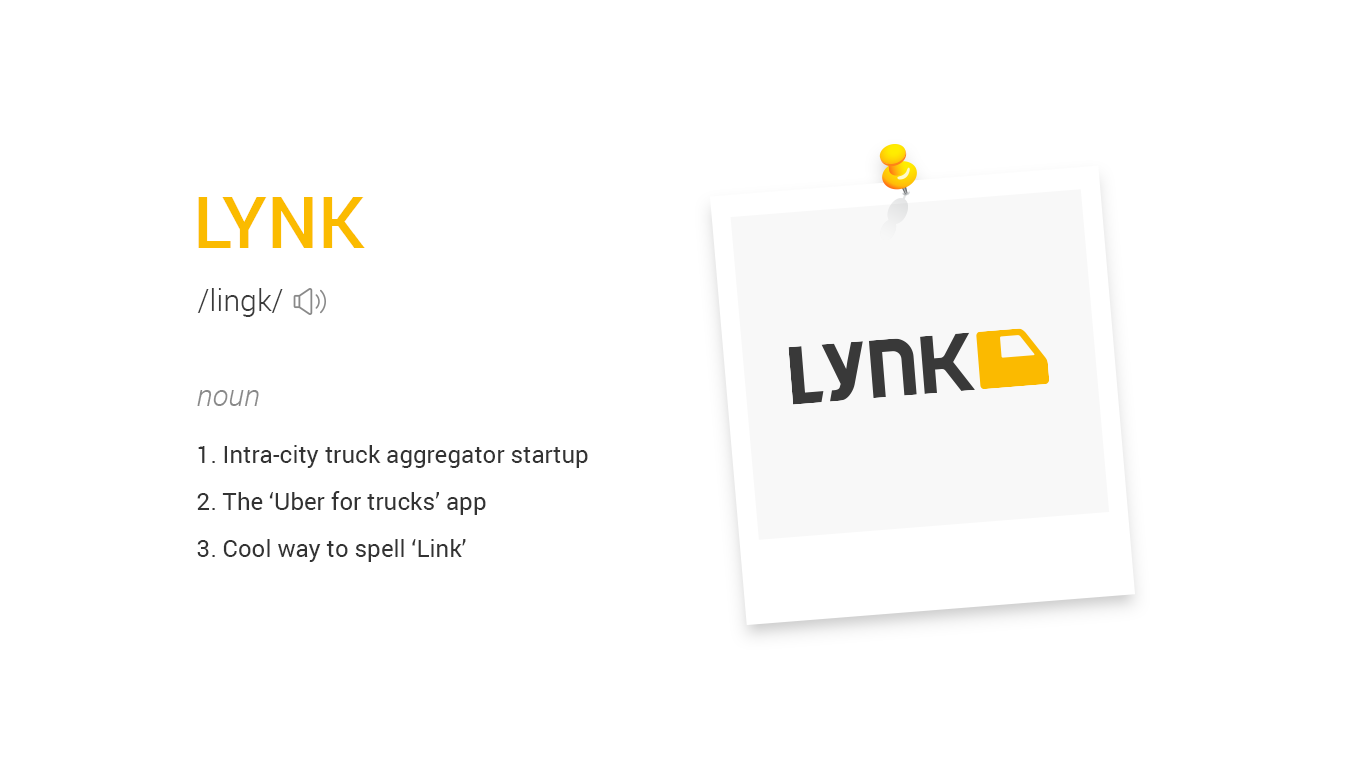 LYNK
/lingk/
noun
1. Intra-city truck aggregator startup
2. The ‘Uber for trucks’ app
3. Cool way to spell ‘Link’
LYNK